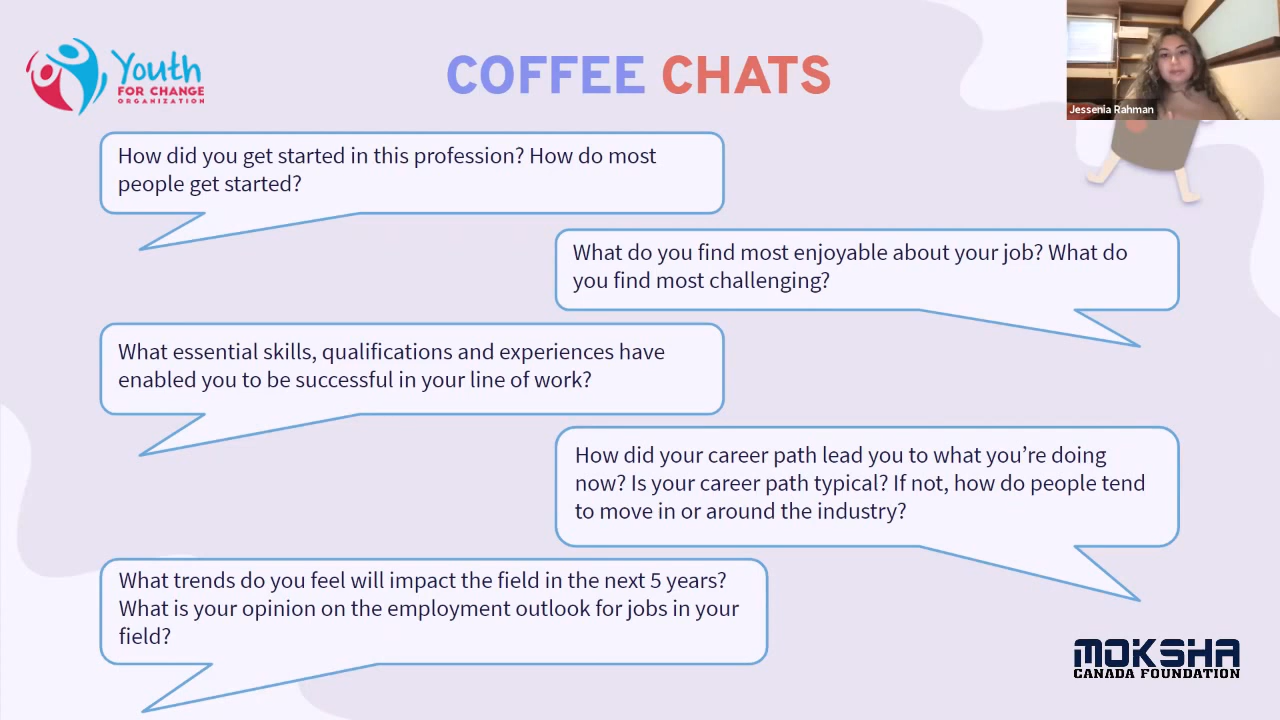 Youth
FOR CHANGE
ORGANIZATION
COFFEE CHATS
Jessenia Rahman
How did you get started in this profession? How do most
people get started?
What do you find most enjoyable about your job? What do
you find most challenging?
What essential skills, qualifications and experiences have
enabled you to be successful in your line of work?
How did your career path lead you to what you’re doing
now? Is your career path typical? If not, how do people tend
to move in or around the industry?
What trends do you feel will impact the field in the next 5 years?
What is your opinion on the employment outlook for jobs in your
field?
MOKSHA
CANADA FOUNDATION